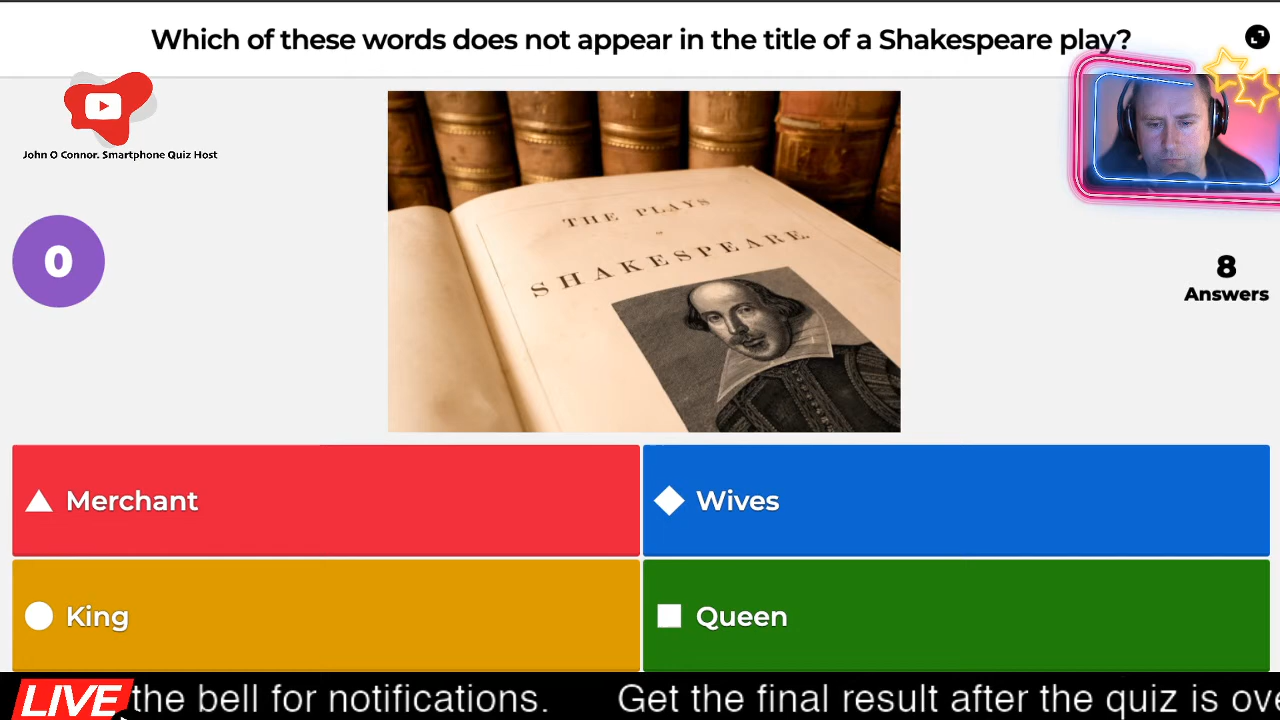 Which of these words does not appear in the title of a Shakespeare play?
John O Connor. Smartphone Quiz Host
THE PLAYS
OF
SHAKESPEARE.
0
8
Answers
Merchant
Wives
King
Queen
LIVE
the bell for notifications. Get the final result after the quiz is ove